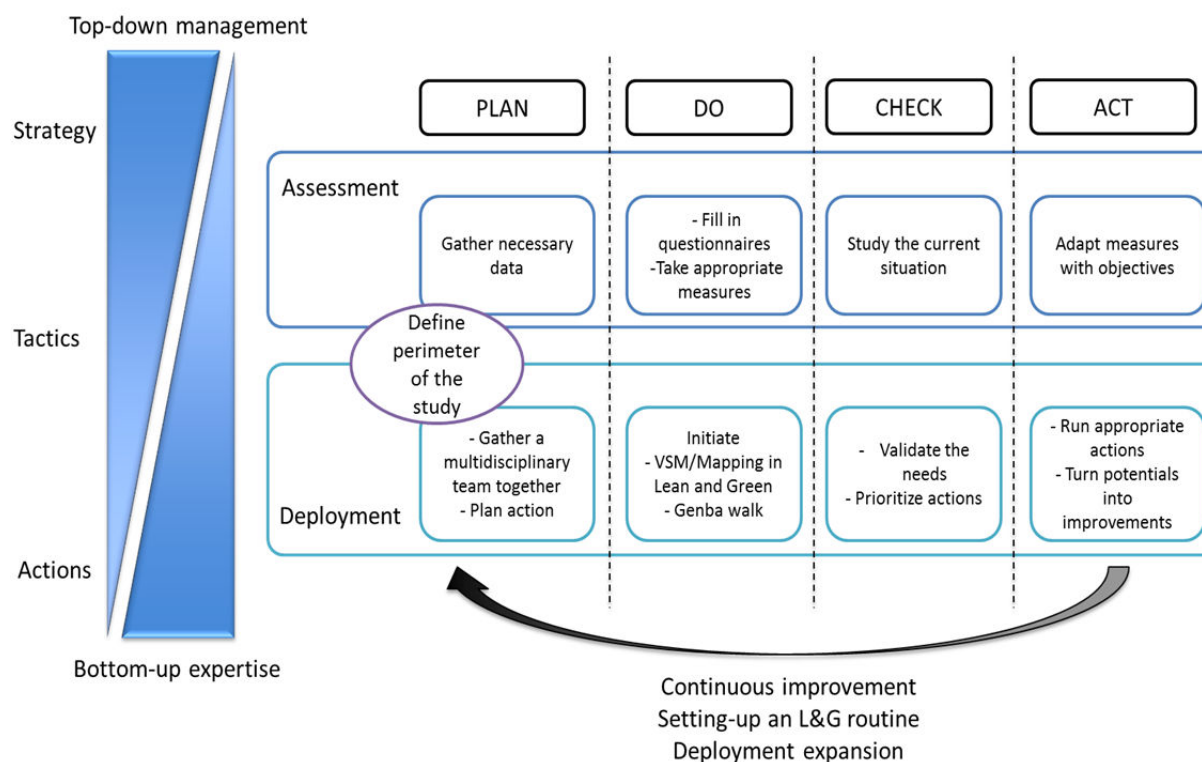 Top-down management
Strategy
Tactics
Actions
Bottom-up expertise
PLAN
DO
CHECK
ACT
Assessment
Gather necessary
data
- Fill in
questionnaires
-Take appropriate
measures
Study the current
situation
Adapt measures
with objectives
Define
perimeter
of the
study
Deployment
- Gather a
multidisciplinary
team together
- Plan action
Initiate
- VSM/Mapping in
Lean and Green
- Genba walk
- Validate the
needs
- Prioritize actions
- Run appropriate
actions
- Turn potentials
into
improvements
Continuous improvement
Setting-up an L&G routine
Deployment expansion